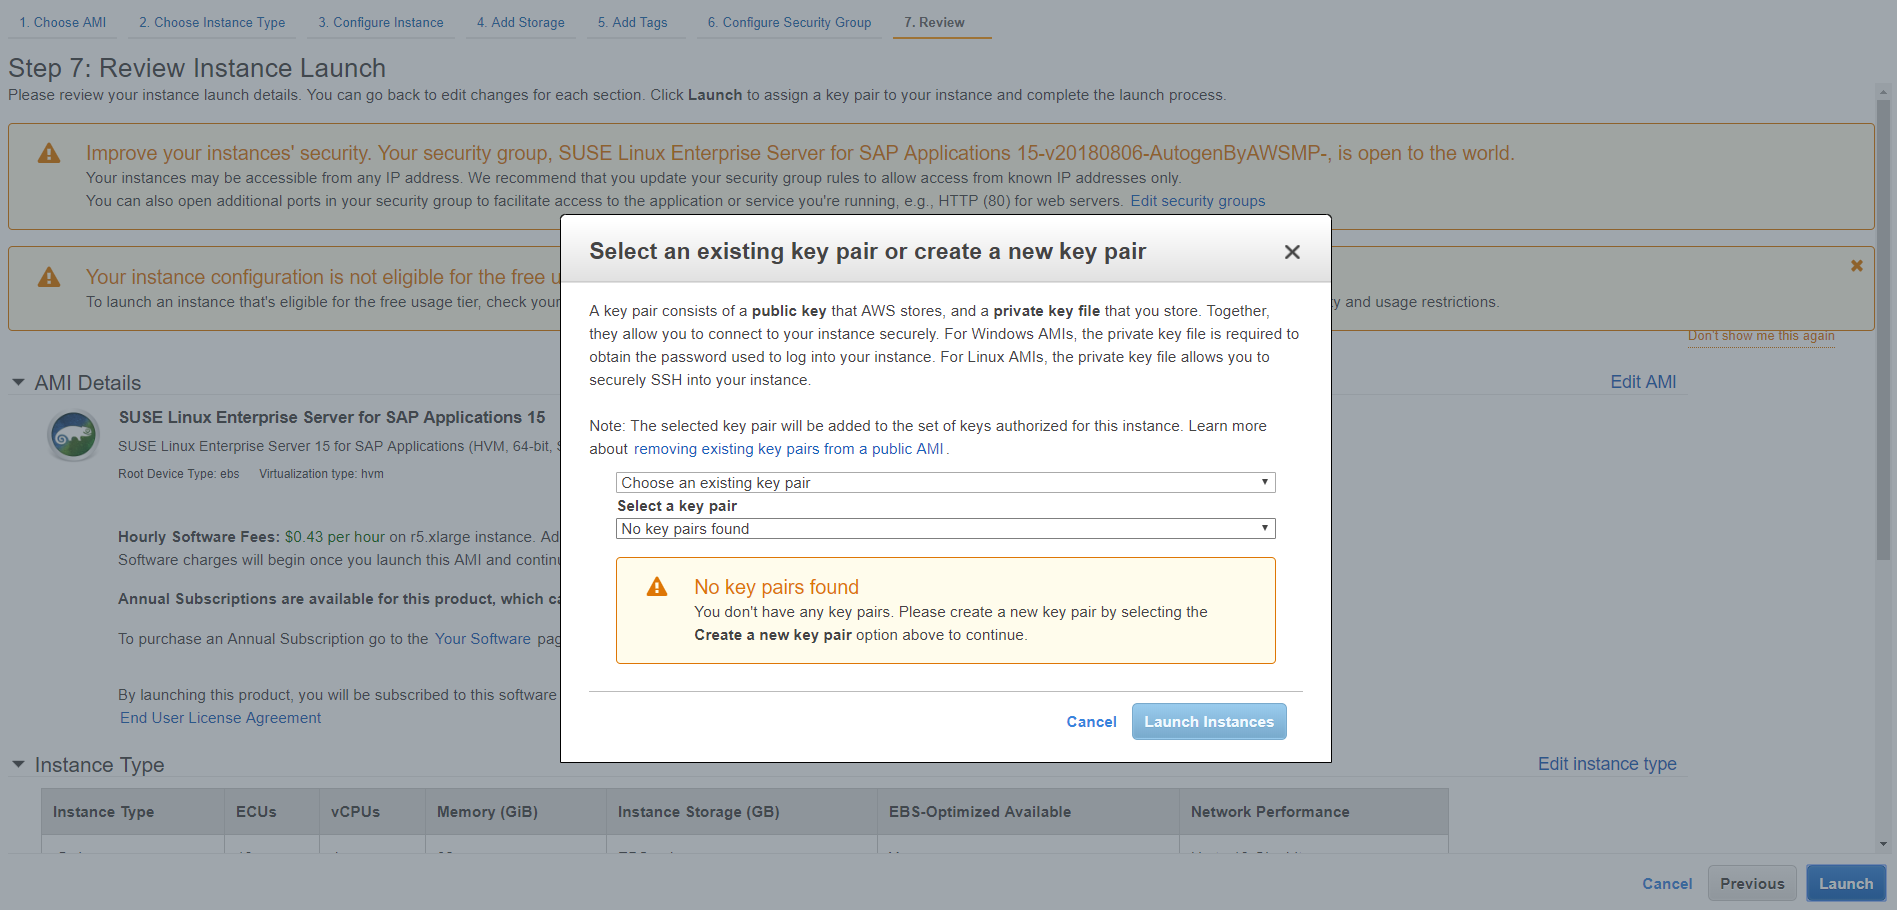 1. Choose AMI
2. Choose Instance Type
3. Configure Instance
4. Add Storage
5. Add Tags
6. Configure Security Group
7. Review
Step 7: Review Instance Launch
Please review your instance launch details. You can go back to edit changes for each section. Click Launch to assign a key pair to your instance and complete the launch process.
Improve your instances' security. Your security group, SUSE Linux Enterprise Server for SAP Applications 15-v20180806-AutogenByAWSMP-, is open to the world.
Your instances may be accessible from any IP address. We recommend that you update your security group rules to allow access from known IP addresses only.
You can also open additional ports in your security group to facilitate access to the application or service you're running, e.g., HTTP (80) for web servers. Edit security groups
Your instance configuration is not eligible for the free u
To launch an instance that's eligible for the free usage tier, check your
y and usage restrictions.
Don't show me this again
AMI Details
Edit AMI
SUSE Linux Enterprise Server for SAP Applications 15
SUSE Linux Enterprise Server 15 for SAP Applications (HVM, 64-bit,
Root Device Type: ebs Virtualization type: hvm
Hourly Software Fees: $0.43 per hour on r5.xlarge instance. Ad
Software charges will begin once you launch this AMI and continu
Annual Subscriptions are available for this product, which ca
To purchase an Annual Subscription go to the Your Software pag
By launching this product, you will be subscribed to this software
End User License Agreement
Select an existing key pair or create a new key pair
A key pair consists of a public key that AWS stores, and a private key file that you store. Together,
they allow you to connect to your instance securely. For Windows AMIs, the private key file is required to
obtain the password used to log into your instance. For Linux AMIs, the private key file allows you to
securely SSH into your instance.
Note: The selected key pair will be added to the set of keys authorized for this instance. Learn more
about removing existing key pairs from a public AMI.
Choose an existing key pair
Select a key pair
No key pairs found
No key pairs found
You don't have any key pairs. Please create a new key pair by selecting the
Create a new key pair option above to continue.
Cancel
Launch Instances
Instance Type
Edit instance type
Instance Type
ECUs
vCPUs
Memory (GiB)
Instance Storage (GB)
EBS-Optimized Available
Network Performance
Cancel
Previous
Launch